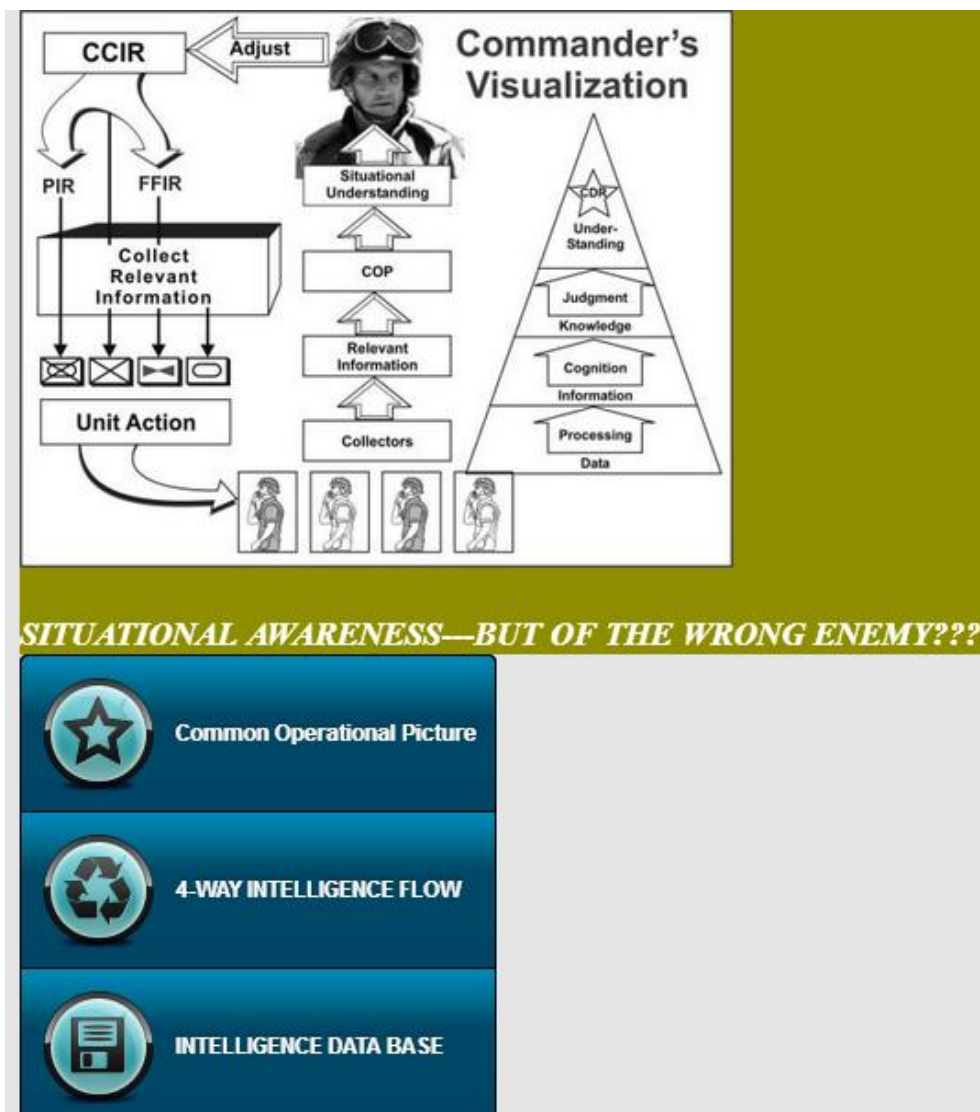 Commander's
Visualization
CCIR
Adjust
PIR
FFIR
Collect
Relevant
Information
Unit Action
Situational
Understanding
COP
Relevant
Information
Collectors
CDR
Under-
Standing
Judgment
Knowledge
Cognition
Information
Processing
Data
SITUATIONAL AWARENESS---BUT OF THE WRONG ENEMY???
Common Operational Picture
4-WAY INTELLIGENCE FLOW
INTELLIGENCE DATA BASE